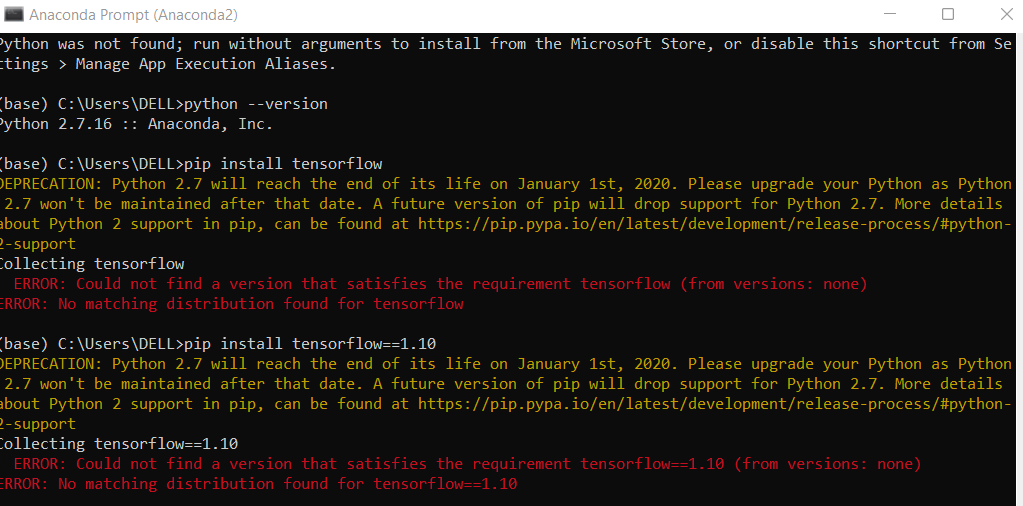 Anaconda Prompt (Anaconda2)
Python was not found; run without arguments to install from the Microsoft Store, or disable this shortcut from Se
ttings > Manage App Execution Aliases.
(base) C:\Users\DELL>python --version
Python 2.7.16 :: Anaconda, Inc.
(base) C:\Users\DELL>pip install tensorflow
DEPRECATION: Python 2.7 will reach the end of its life on January 1st, 2020. Please upgrade your Python as Python
2.7 won't be maintained after that date. A future version of pip will drop support for Python 2.7. More details
about Python 2 support in pip, can be found at https://pip.pypa.io/en/latest/development/release-process/#python-
2-support
Collecting tensorflow
ERROR: Could not find a version that satisfies the requirement tensorflow (from versions: none)
ERROR: No matching distribution found for tensorflow
(base) C:\Users\DELL>pip install tensorflow==1.10
DEPRECATION: Python 2.7 will reach the end of its life on January 1st, 2020. Please upgrade your Python as Python
2.7 won't be maintained after that date. A future version of pip will drop support for Python 2.7. More details
about Python 2 support in pip, can be found at https://pip.pypa.io/en/latest/development/release-process/#python-
2-support
Collecting tensorflow==1.10
ERROR: Could not find a version that satisfies the requirement tensorflow==1.10 (from versions: none)
ERROR: No matching distribution found for tensorflow==1.10